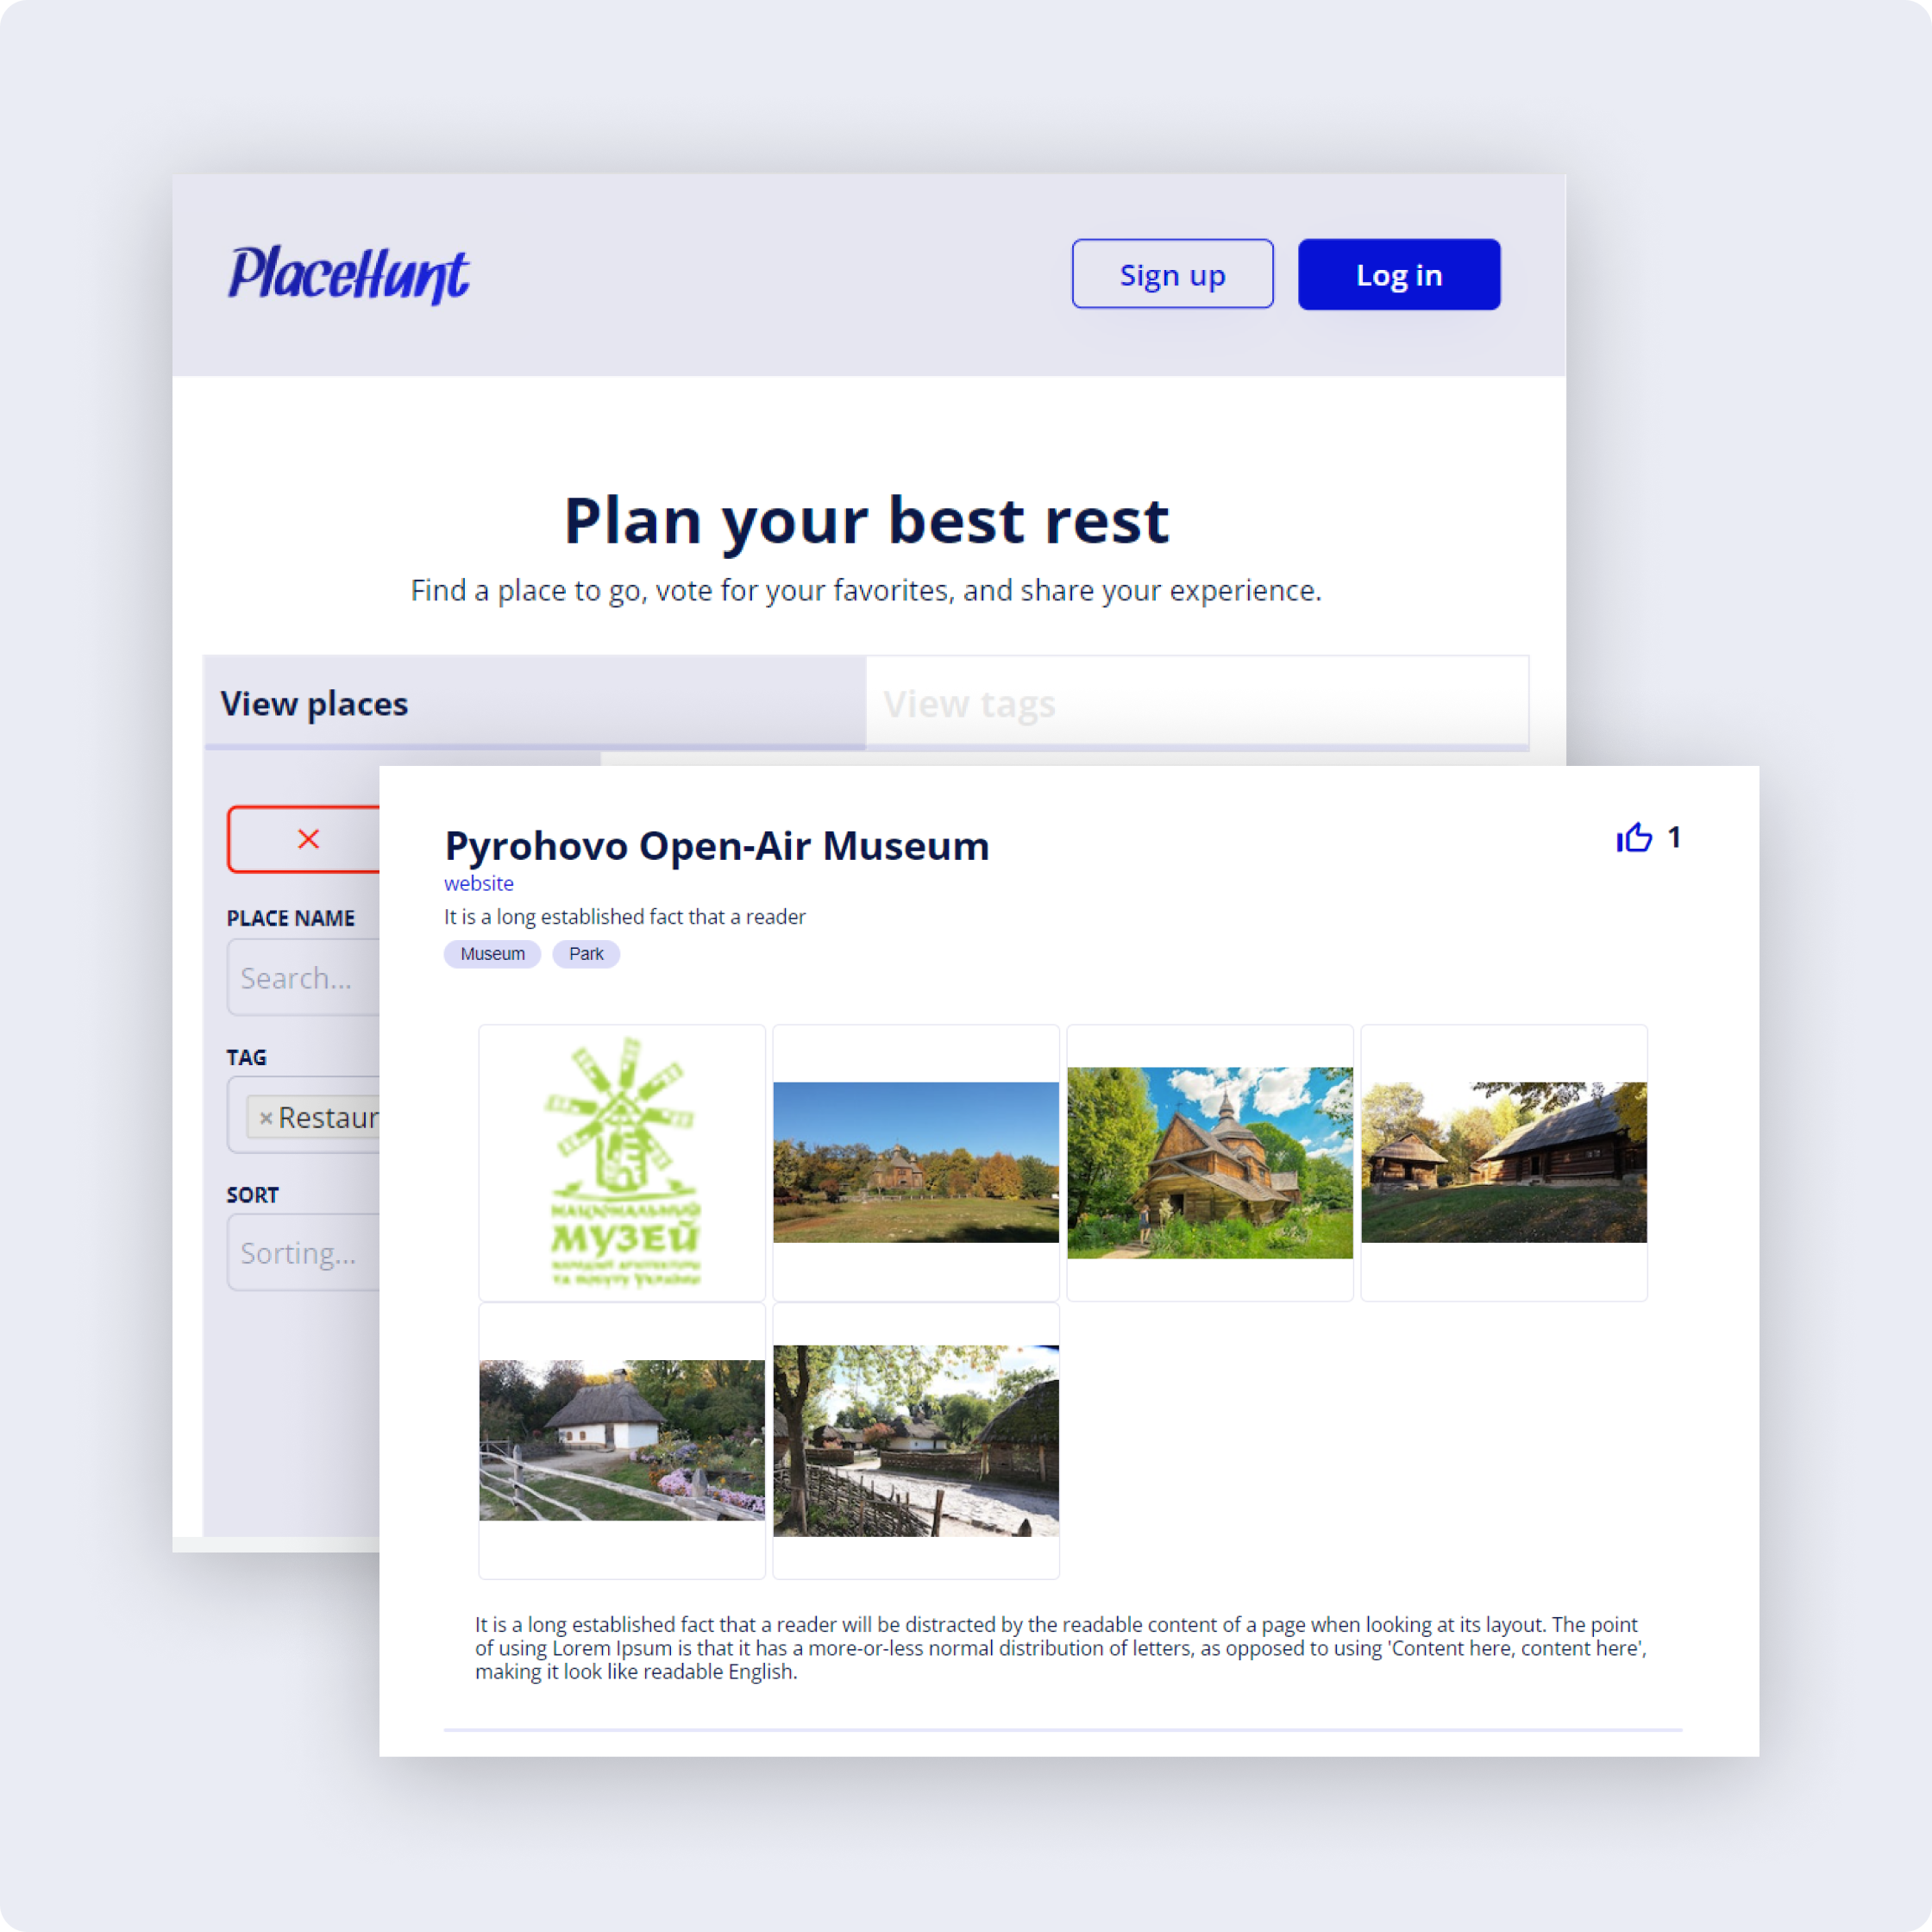 PlaceHunt
Sign up
Log in
Plan your best rest
Find a place to go, vote for your favorites, and share your experience.
View places
View tags
×
PLACE NAME
Search...
TAG
× Restaur
SORT
Sorting...
Pyrohovo Open-Air Museum
1
website
It is a long established fact that a reader
Museum
Park
НАЦІОНАЛЬНИЙ
МУЗЕЙ
НАРОДНОЇ АРХІТЕКТУРИ
ТА ПОБУТУ УКРАЇНИ
It is a long established fact that a reader will be distracted by the readable content of a page when looking at its layout. The point
of using Lorem Ipsum is that it has a more-or-less normal distribution of letters, as opposed to using 'Content here, content here',
making it look like readable English.